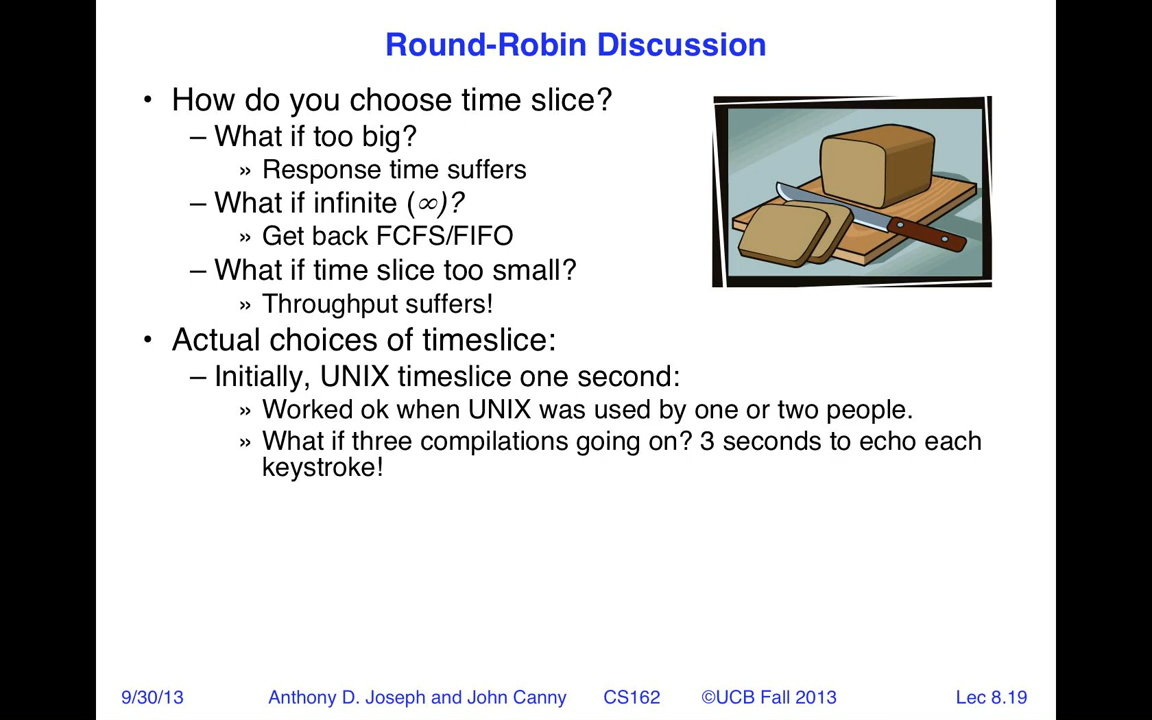 Round-Robin Discussion
• How do you choose time slice?
– What if too big?
» Response time suffers
– What if infinite (∞)?
» Get back FCFS/FIFO
– What if time slice too small?
» Throughput suffers!
• Actual choices of timeslice:
– Initially, UNIX timeslice one second:
» Worked ok when UNIX was used by one or two people.
» What if three compilations going on? 3 seconds to echo each
keystroke!
9/30/13 Anthony D. Joseph and John Canny CS162 ©UCB Fall 2013 Lec 8.19